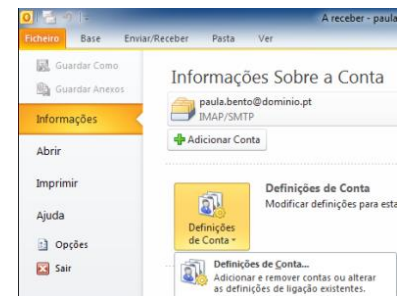 A receber - paula
Ficheiro Base Enviar/Receber Pasta Ver
Guardar Como
Guardar Anexos
Informações
Abrir
Imprimir
Ajuda
Opções
Sair
Informações Sobre a Conta
paula.bento@dominio.pt
IMAP/SMTP
Adicionar Conta
Definições
de Conta
Definições de Conta
Modificar definições para esta
Definições de Conta...
Adicionar e remover contas ou alterar
as definições de ligação existentes.